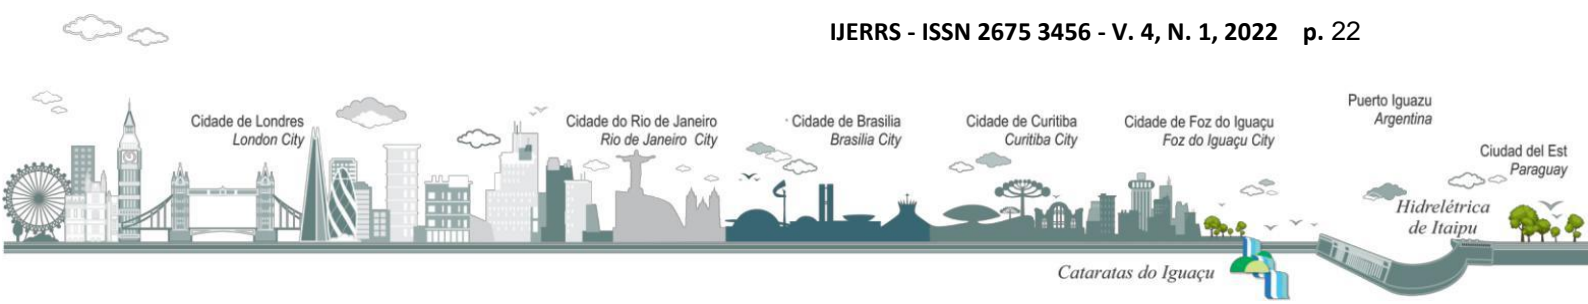 IJERRS - ISSN 2675 3456 - V. 4, N. 1, 2022 p. 22
Cidade de Londres
London City
Cidade do Rio de Janeiro
Rio de Janeiro City
Cidade de Brasilia
Brasilia City
Cidade de Curitiba
Curitiba City
Cidade de Foz do Iguaçu
Foz do Iguaçu City
Puerto Iguazu
Argentina
Ciudad del Est
Paraguay
Hidrelétrica
de Itaipu
Cataratas do Iguaçu